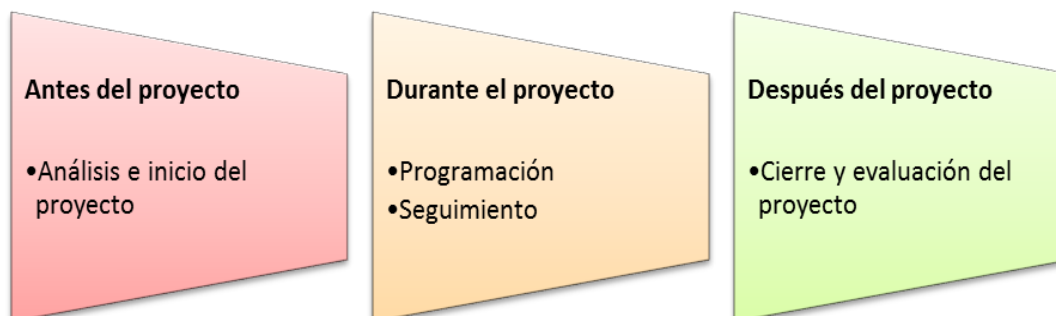 Antes del proyecto
•Análisis e inicio del
proyecto
Durante el proyecto
•Programación
•Seguimiento
Después del proyecto
•Cierre y evaluación del
proyecto